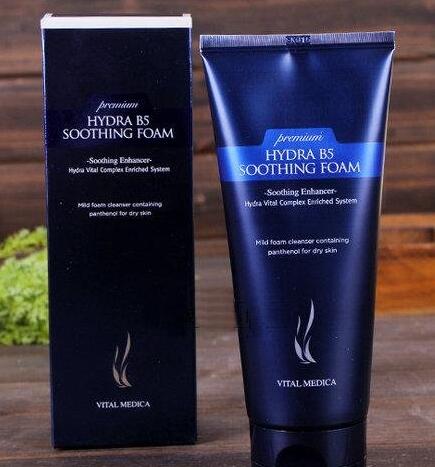 premium
HYDRA B5
SOOTHING FOAM
-Soothing Enhancer-
Hydra Vital Complex Enriched System
Mild foam cleanser containing
panthenol for dry skin
VITAL MEDICA
premium
HYDRA B5
SOOTHING FOAM
-Soothing Enhancer-
Hydra Vital Complex Enriched System
Mild foam cleanser containing
panthenol for dry skin
VITAL MEDICA